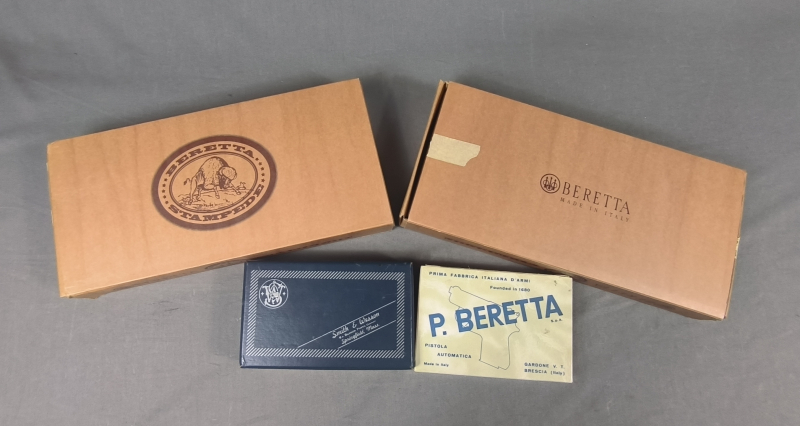 BERETTA
STAMPEDE
BERETTA
MADE IN ITALY
Smith & Wesson
Springfield Mass
PRIMA FABBRICA ITALIANA D'ARMI
Founded in 1680
P. BERETTA
S.p.A.
PISTOLA
AUTOMATICA
Made in Italy
GARDONE V. T.
BRESCIA (Italy)